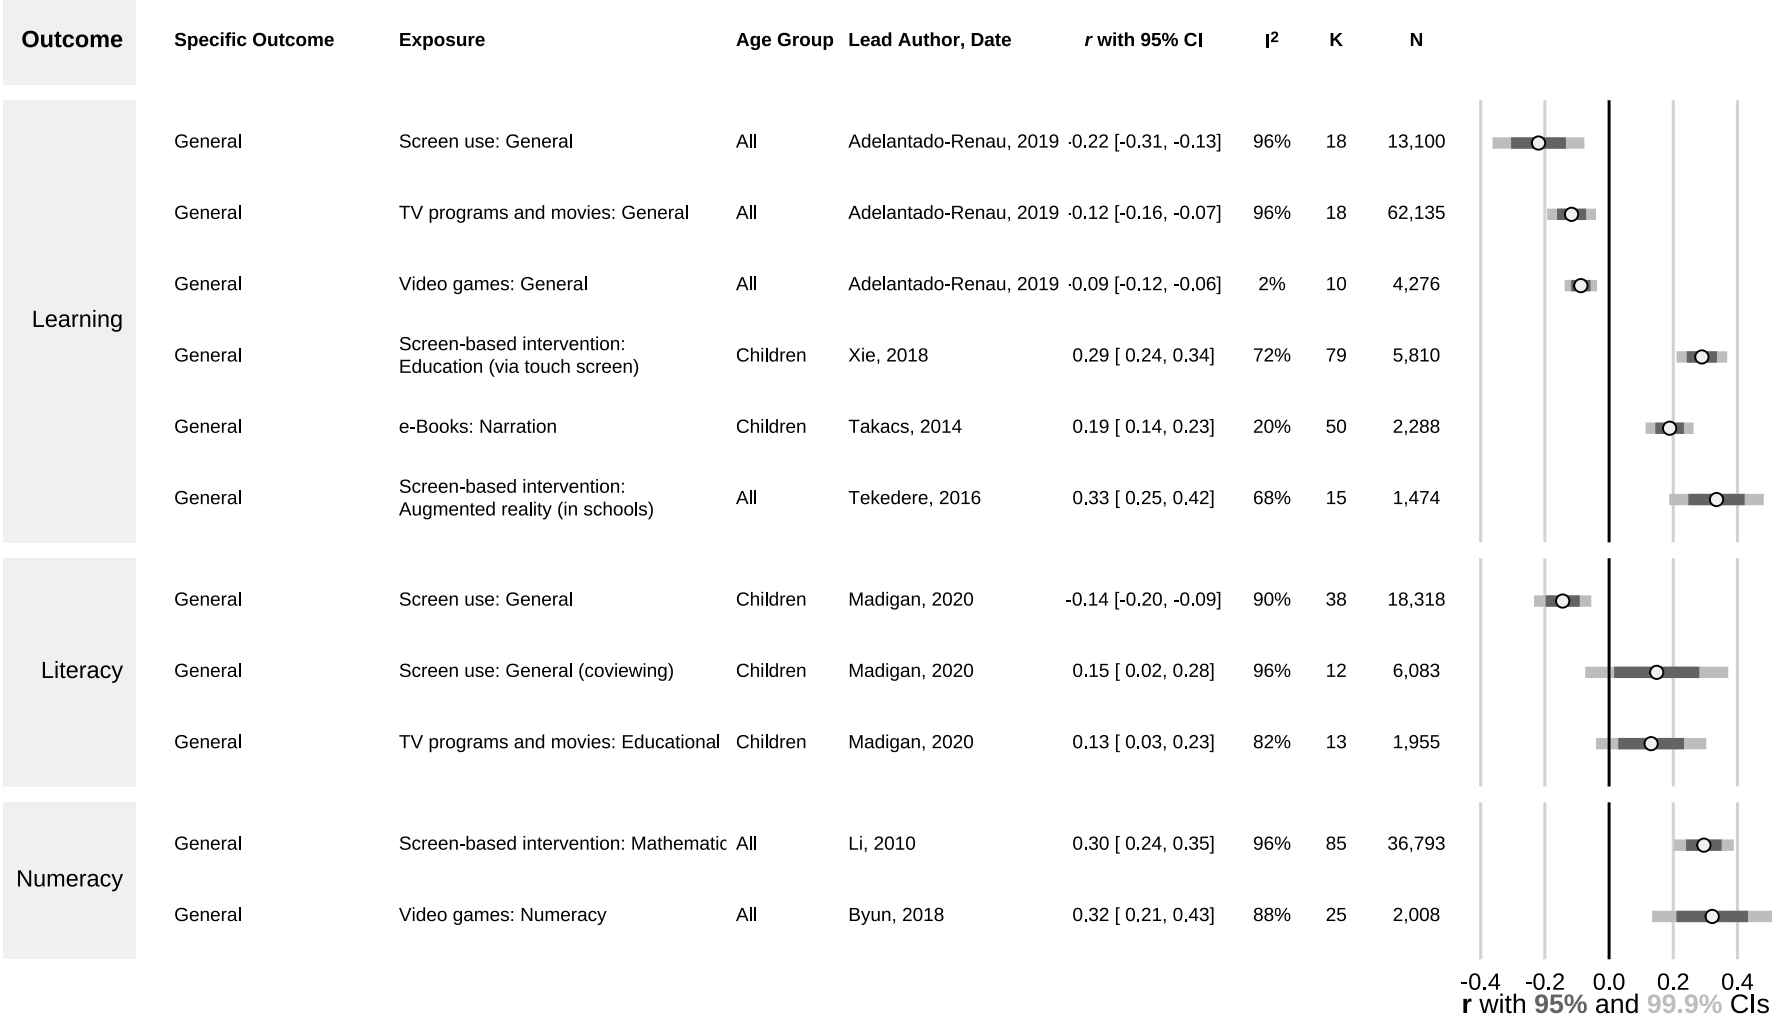 Outcome Specific Outcome Exposure Age Group Lead Author, Date r with 95% CI I² K N
Learning
General Screen use: General All Adelantado-Renau, 2019 -0.22 [-0.31, -0.13] 96% 18 13,100
General TV programs and movies: General All Adelantado-Renau, 2019 -0.12 [-0.16, -0.07] 96% 18 62,135
General Video games: General All Adelantado-Renau, 2019 -0.09 [-0.12, -0.06] 2% 10 4,276
General Screen-based intervention:
Education (via touch screen) Children Xie, 2018 0.29 [ 0.24, 0.34] 72% 79 5,810
General e-Books: Narration Children Takacs, 2014 0.19 [ 0.14, 0.23] 20% 50 2,288
General Screen-based intervention:
Augmented reality (in schools) All Tekedere, 2016 0.33 [ 0.25, 0.42] 68% 15 1,474
Literacy
General Screen use: General Children Madigan, 2020 -0.14 [-0.20, -0.09] 90% 38 18,318
General Screen use: General (coviewing) Children Madigan, 2020 0.15 [ 0.02, 0.28] 96% 12 6,083
General TV programs and movies: Educational Children Madigan, 2020 0.13 [ 0.03, 0.23] 82% 13 1,955
Numeracy
General Screen-based intervention: Mathematic All Li, 2010 0.30 [ 0.24, 0.35] 96% 85 36,793
General Video games: Numeracy All Byun, 2018 0.32 [ 0.21, 0.43] 88% 25 2,008
-0.4 -0.2 0.0 0.2 0.4
r with 95% and 99.9% CIs